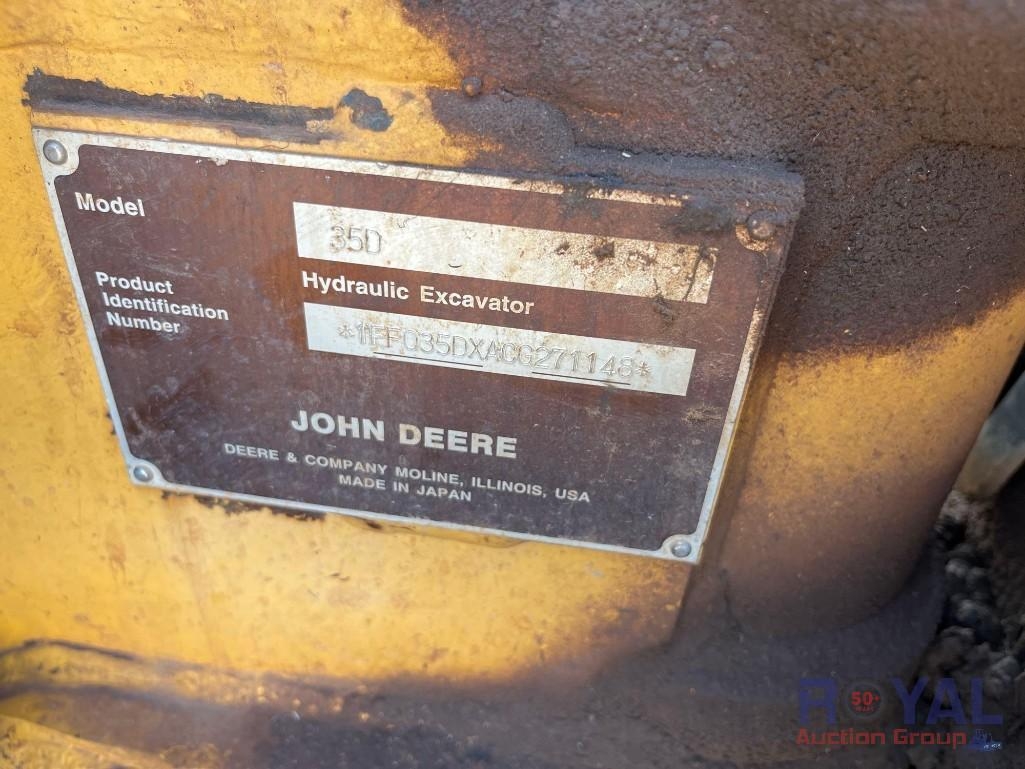 Model
35D
Hydraulic Excavator
Product
Identification
Number
*1FF035DXACG271148*
JOHN DEERE
DEERE & COMPANY MOLINE, ILLINOIS, USA
MADE IN JAPAN
ROYAL
50+
Auction Group